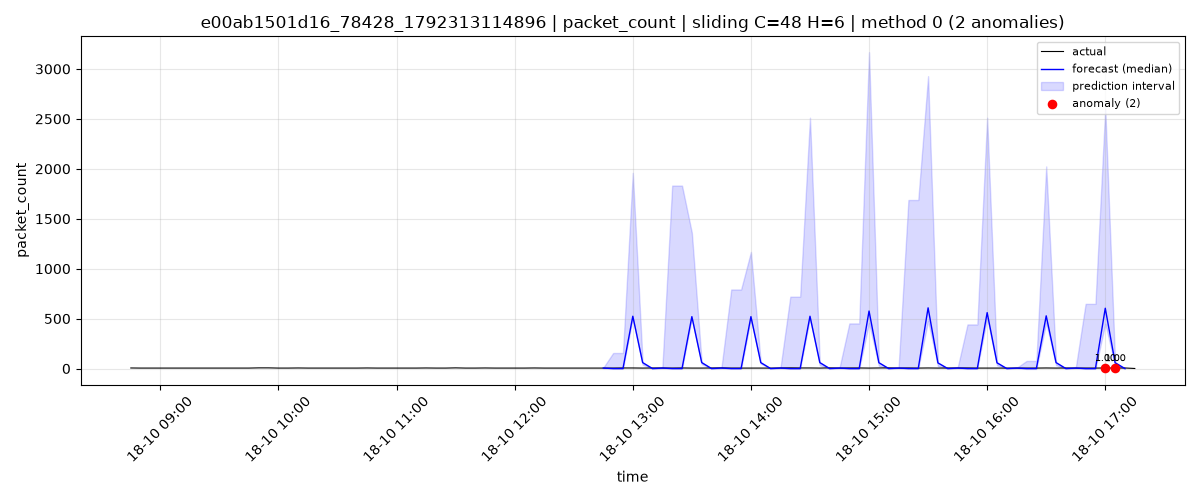 e00ab1501d16_78428_1792313114896 | packet_count | sliding C=48 H=6 | method 0 (2 anomalies)
actual
forecast (median)
prediction interval
anomaly (2)
3000
2500
2000
1500
1000
500
0
packet_count
18-10 09:00
18-10 10:00
18-10 11:00
18-10 12:00
18-10 13:00
18-10 14:00
18-10 15:00
18-10 16:00
18-10 17:00
time